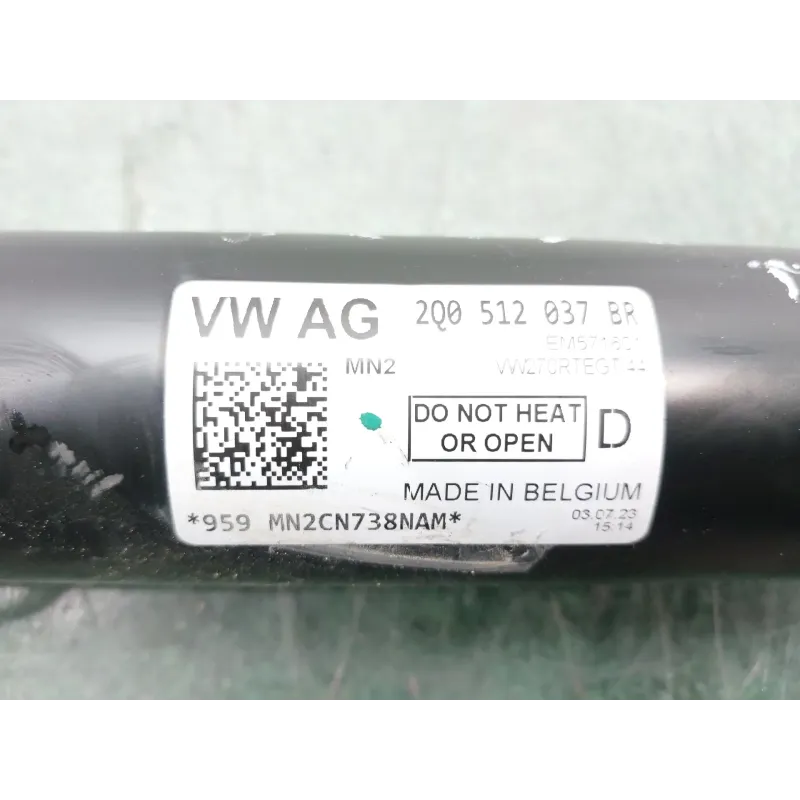 VW AG 2Q0 512 037 BR
MN2
DO NOT HEAT
OR OPEN
D
MADE IN BELGIUM
03.07.23
15:14
*959 MN2CN738NAM*